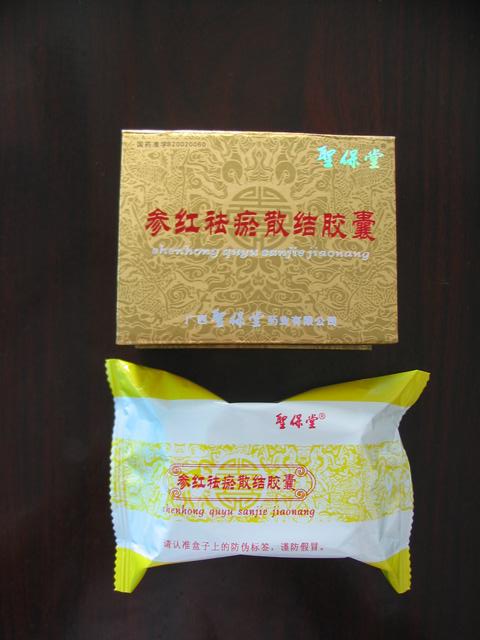 国药准字B20020060
聖保堂
参红祛瘀散结胶囊
shenhong quyu sanjie jiaonang
广西聖保堂药业有限公司
聖保堂®
参红祛瘀散结胶囊
shenhong quyu sanjie jiaonang
请认准盒子上的防伪标签，谨防假冒。